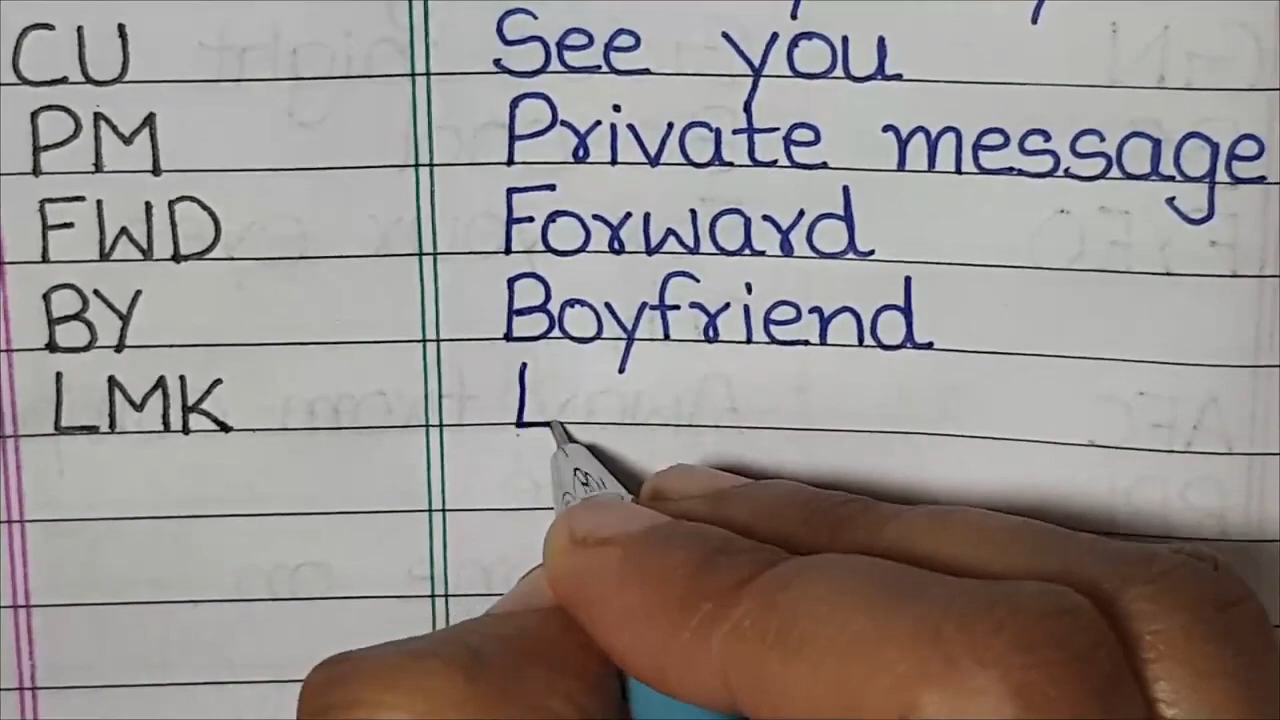 CU See you
PM Private message
FWD Forward
BY Boyfriend
LMK L